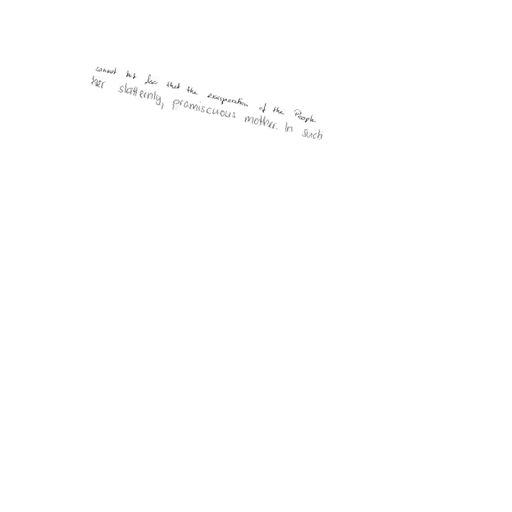 cannot but fear that the exasperation of the People
her slatternly, promiscuous mother. In such